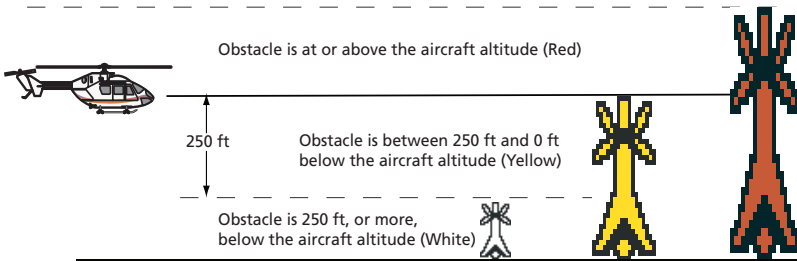 Obstacle is at or above the aircraft altitude (Red)
250 ft
Obstacle is between 250 ft and 0 ft
below the aircraft altitude (Yellow)
Obstacle is 250 ft, or more,
below the aircraft altitude (White)